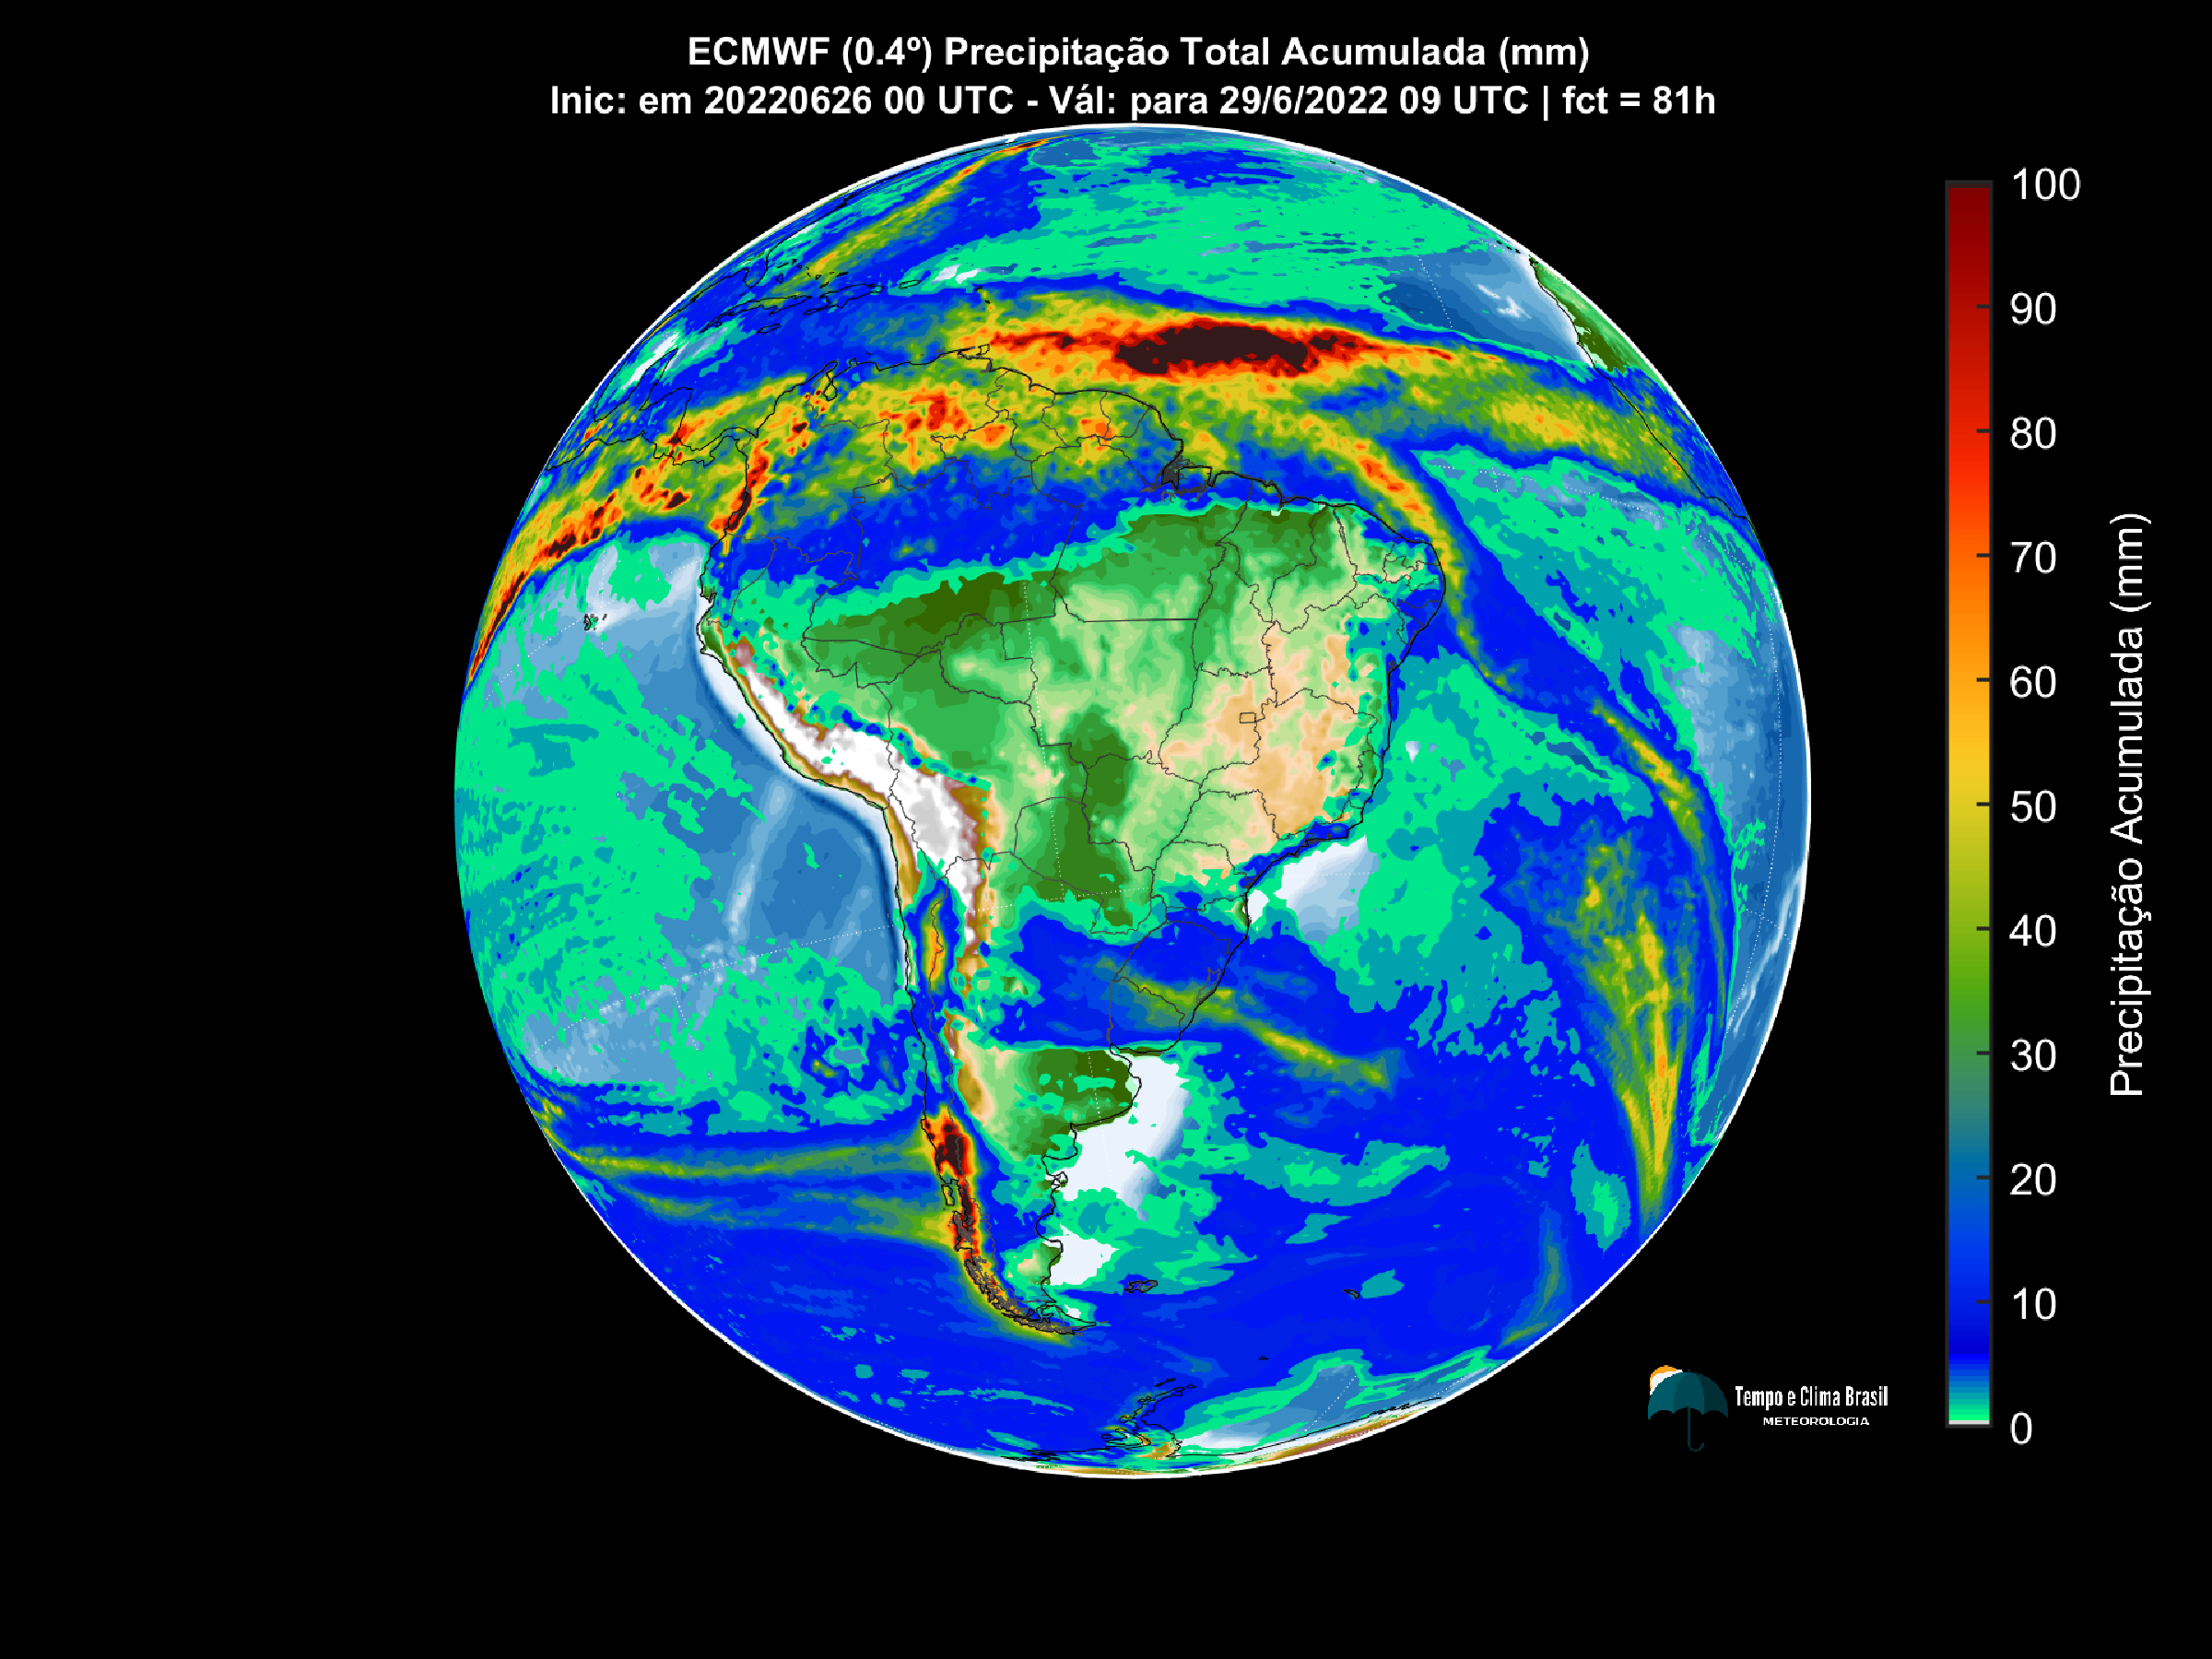 ECMWF (0.4º) Precipitação Total Acumulada (mm)
Inic: em 20220626 00 UTC - Vál: para 29/6/2022 09 UTC | fct = 81h
100
90
80
70
60
50
40
30
20
10
0
Precipitação Acumulada (mm)
Tempo e Clima Brasil
METEOROLOGIA